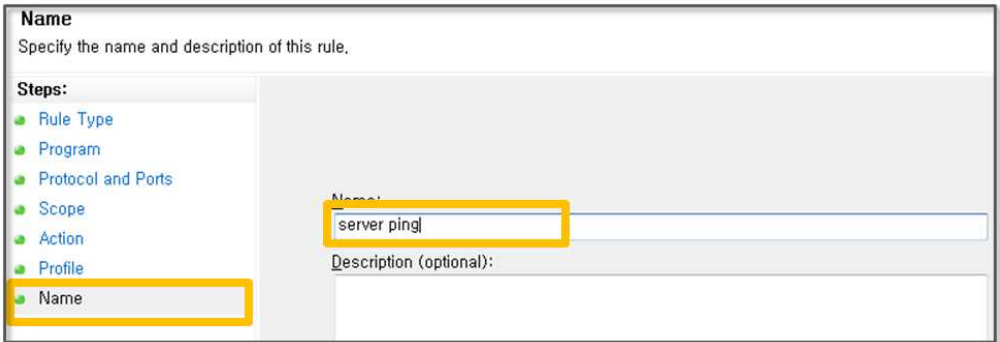 Name
Specify the name and description of this rule,
Steps:
Rule Type
Program
Protocol and Ports
Scope
Action
Profile
Name
Name:
server ping
Description (optional):